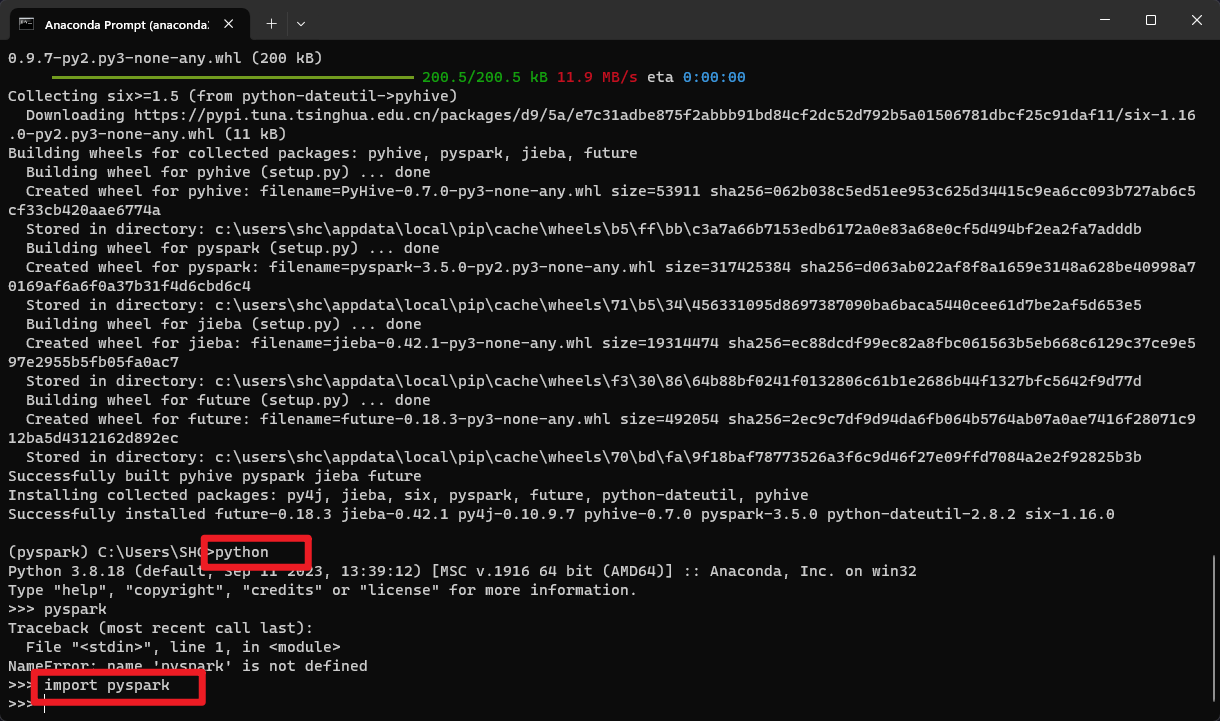 Anaconda Prompt (anaconda:
0.9.7-py2.py3-none-any.whl (200 kB)
200.5/200.5 kB 11.9 MB/s eta 0:00:00
Collecting six>=1.5 (from python-dateutil->pyhive)
Downloading https://pypi.tuna.tsinghua.edu.cn/packages/d9/5a/e7c31adbe875f2abbb91bd84cf2dc52d792b5a01506781dbcf25c91daf11/six-1.16
.0-py2.py3-none-any.whl (11 kB)
Building wheels for collected packages: pyhive, pyspark, jieba, future
Building wheel for pyhive (setup.py) ... done
Created wheel for pyhive: filename=PyHive-0.7.0-py3-none-any.whl size=53911 sha256=062b038c5ed51ee953c625d34415c9ea6cc093b727ab6c5
cf33cb420aae6774a
Stored in directory: c:\users\shc\appdata\local\pip\cache\wheels\b5\ff\bb\c3a7a66b7153edb6172a0e83a68e0cf5d494bf2ea2fa7adddb
Building wheel for pyspark (setup.py) ... done
Created wheel for pyspark: filename=pyspark-3.5.0-py2.py3-none-any.whl size=317425384 sha256=d063ab022af8f8a1659e3148a628be40998a7
0169af6a6f0a37b31f4d6cbd6c4
Stored in directory: c:\users\shc\appdata\local\pip\cache\wheels\71\b5\34\456331095d8697387090ba6baca5440cee61d7be2af5d653e5
Building wheel for jieba (setup.py) ... done
Created wheel for jieba: filename=jieba-0.42.1-py3-none-any.whl size=19314474 sha256=ec88dcdf99ec82a8fbc061563b5eb668c6129c37ce9e5
97e2955b5fb05fa0ac7
Stored in directory: c:\users\shc\appdata\local\pip\cache\wheels\f3\30\86\64b88bf0241f0132806c61b1e2686b44f1327bfc5642f9d77d
Building wheel for future (setup.py) ... done
Created wheel for future: filename=future-0.18.3-py3-none-any.whl size=492054 sha256=2ec9c7df9d94da6fb064b5764ab07a0ae7416f28071c9
12ba5d4312162d892ec
Stored in directory: c:\users\shc\appdata\local\pip\cache\wheels\70\bd\fa\9f18baf78773526a3f6c9d46f27e09ffd7084a2e2f92825b3b
Successfully built pyhive pyspark jieba future
Installing collected packages: py4j, jieba, six, pyspark, future, python-dateutil, pyhive
Successfully installed future-0.18.3 jieba-0.42.1 py4j-0.10.9.7 pyhive-0.7.0 pyspark-3.5.0 python-dateutil-2.8.2 six-1.16.0
(pyspark) C:\Users\SHC>python
Python 3.8.18 (default, Sep 11 2023, 13:39:12) [MSC v.1916 64 bit (AMD64)] :: Anaconda, Inc. on win32
Type "help", "copyright", "credits" or "license" for more information.
>>> pyspark
Traceback (most recent call last):
File "<stdin>", line 1, in <module>
NameError: name 'pyspark' is not defined
>>> import pyspark
>>>